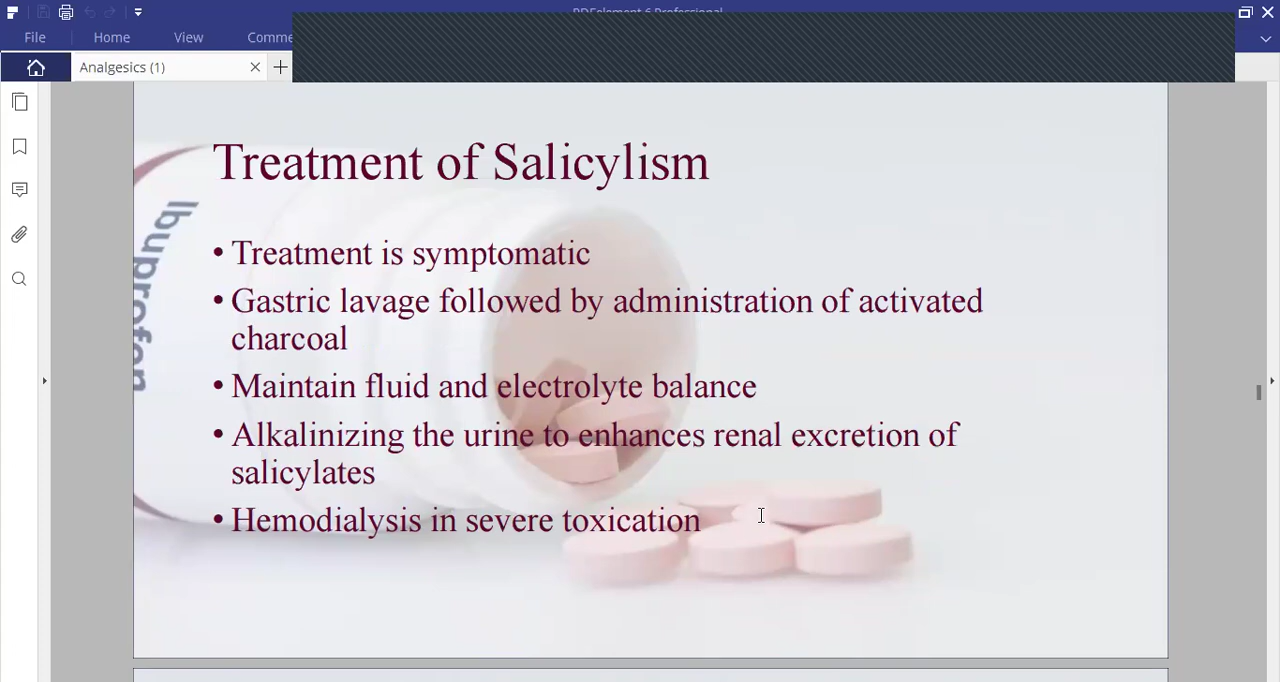 File Home View Comme
Analgesics (1)
Treatment of Salicylism
• Treatment is symptomatic
• Gastric lavage followed by administration of activated
charcoal
• Maintain fluid and electrolyte balance
• Alkalinizing the urine to enhances renal excretion of
salicylates
• Hemodialysis in severe toxication
Ibuprofen